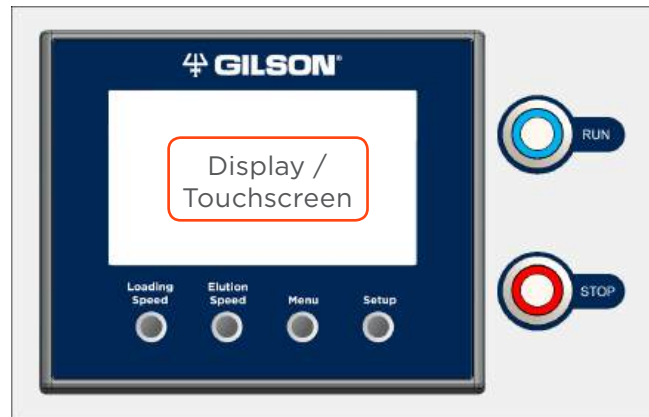 GILSON®
Display /
Touchscreen
RUN
Loading
Speed
Elution
Speed
Menu
Setup
STOP